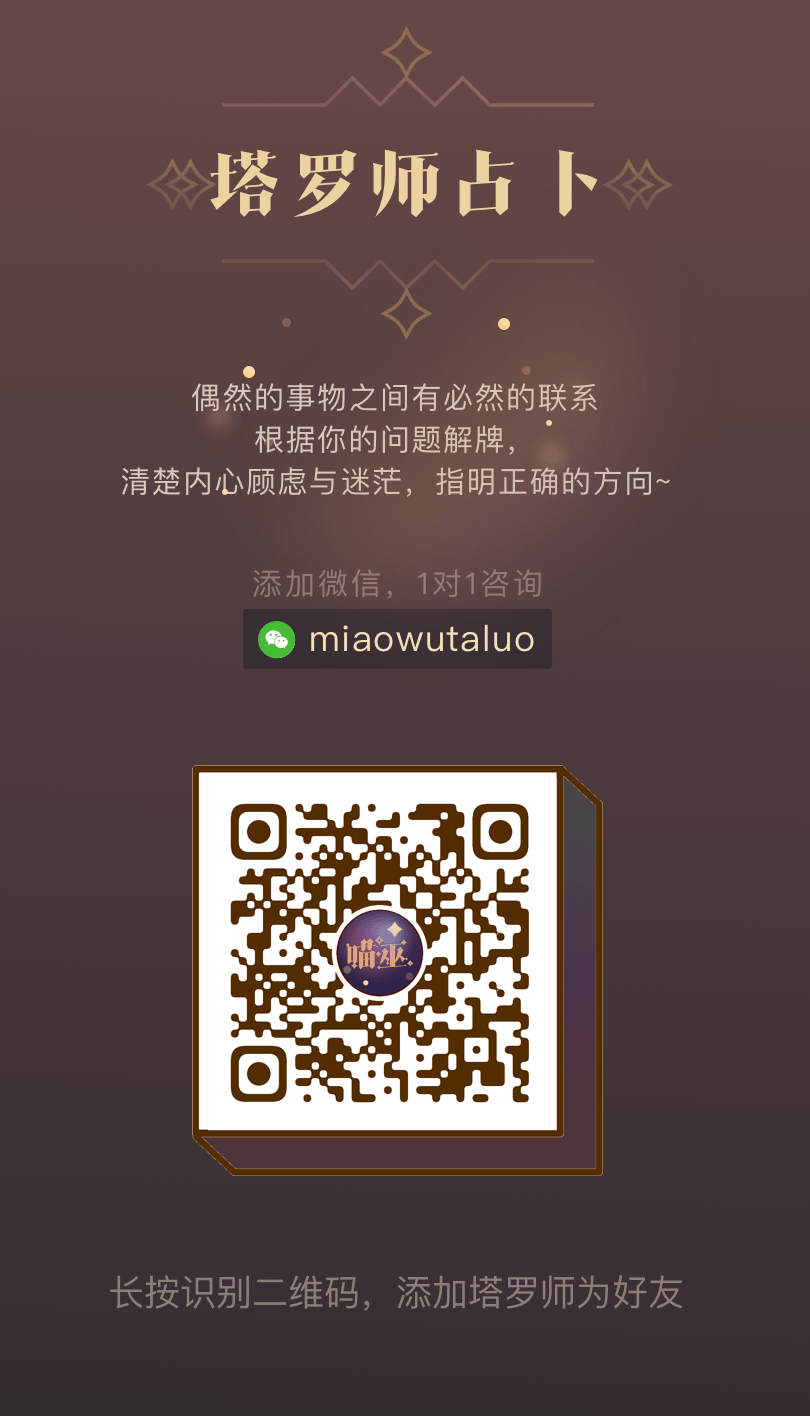 塔罗师占卜
偶然的事物之间有必然的联系
根据你的问题解牌，
清楚内心顾虑与迷茫，指明正确的方向~
添加微信，1对1咨询
miaowutaluo
喵巫
长按识别二维码，添加塔罗师为好友